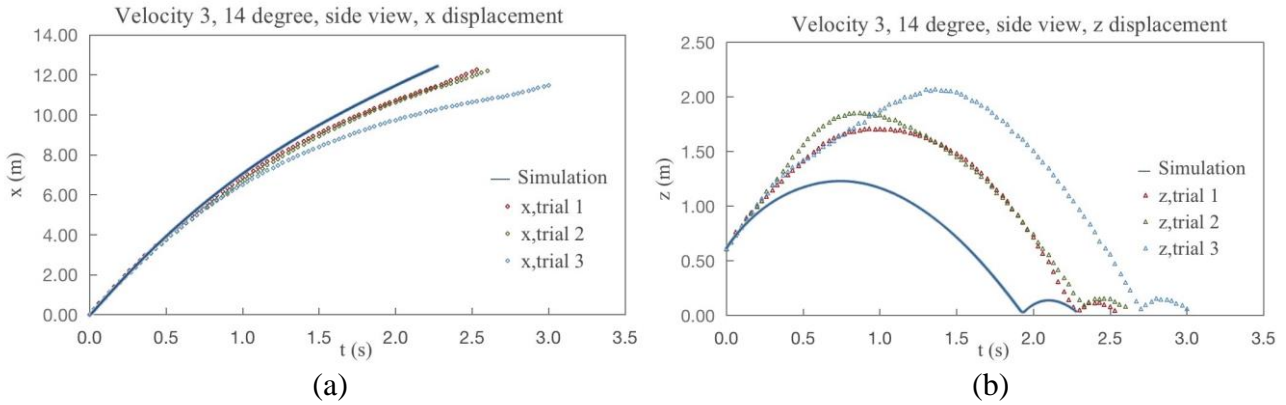 Velocity 3, 14 degree, side view, x displacement
14.00
12.00
10.00
8.00
6.00
4.00
2.00
0.00
x (m)
Simulation
x,trial 1
x,trial 2
x,trial 3
0.0 0.5 1.0 1.5 2.0 2.5 3.0 3.5
t (s)
(a)
Velocity 3, 14 degree, side view, z displacement
2.50
2.00
1.50
1.00
0.50
0.00
z (m)
Simulation
z,trial 1
z,trial 2
z,trial 3
0.0 0.5 1.0 1.5 2.0 2.5 3.0 3.5
t (s)
(b)